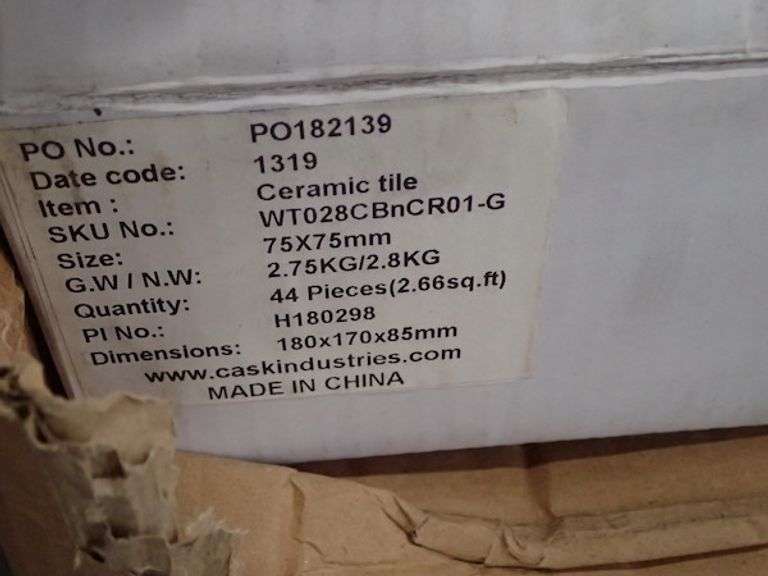 PO No.: PO182139
Date code: 1319
Item : Ceramic tile
SKU No.: WT028CBnCR01-G
Size: 75X75mm
G.W / N.W: 2.75KG/2.8KG
Quantity: 44 Pieces(2.66sq.ft)
PI No.: H180298
Dimensions: 180x170x85mm
www.caskindustries.com
MADE IN CHINA